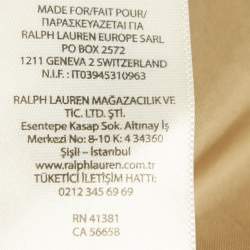 MADE FOR/FAIT POUR/
ΠΑΡΑΣΚΕΥΑΖΕΤΑΙ ΓΙΑ
RALPH LAUREN EUROPE SARL
PO BOX 2572
1211 GENEVA 2 SWITZERLAND
N.I.F. : IT03945310963
RALPH LAUREN MAĞAZACILIK VE
TİC. LTD. ŞTİ.
Esentepe Kasap Sok. Altınay İş
Merkezi No: 8-10 K: 4 34360
Şişli – İstanbul
www.ralphlauren.com.tr
TÜKETİCİ İLETİŞİM HATTI:
0212 345 69 69
RN 41381
CA 56658